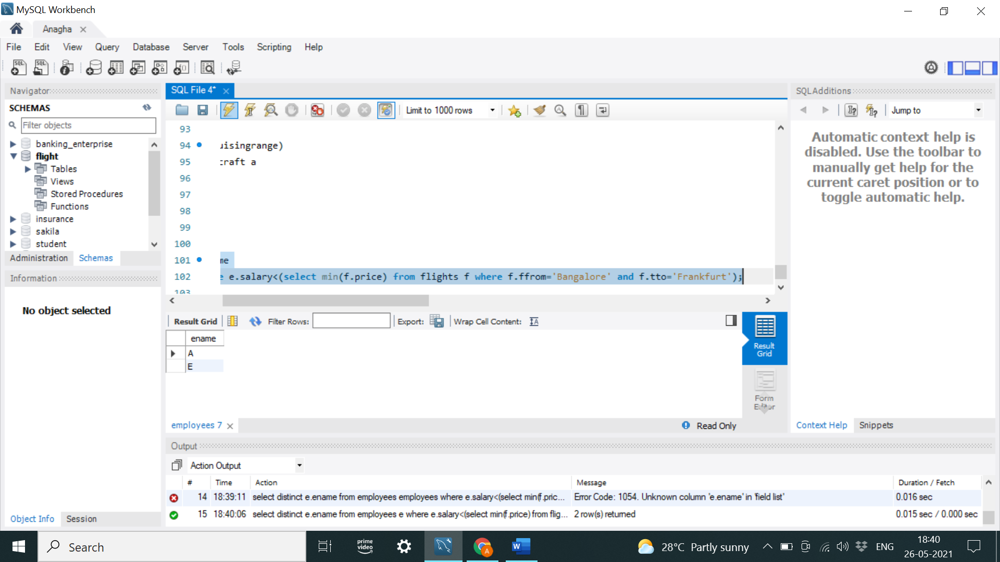 MySQL Workbench
Anagha
File Edit View Query Database Server Tools Scripting Help
Navigator
SCHEMAS
Filter objects
banking_enterprise
flight
Tables
Views
Stored Procedures
Functions
insurance
sakila
student
Administration Schemas
Information
No object selected
Object Info Session
SQL File 4*
Limit to 1000 rows
93
94 uisingrange)
95 craft a
96
97
98
99
100
101 me
102 e e.salary<(select min(f.price) from flights f where f.ffrom='Bangalore' and f.tto='Frankfurt');
103
Result Grid Filter Rows: Export: Wrap Cell Content:
ename
A
E
Result Grid
Form Editor
employees 7
Read Only
SQLAdditions
Jump to
Automatic context help is
disabled. Use the toolbar to
manually get help for the
current caret position or to
toggle automatic help.
Context Help Snippets
Output
Action Output
# Time Action Message Duration / Fetch
14 18:39:11 select distinct e.ename from employees employees where e.salary<(select min(f.pric... Error Code: 1054. Unknown column 'e.ename' in 'field list' 0.016 sec
15 18:40:06 select distinct e.ename from employees e where e.salary<(select min(f.price) from flig... 2 row(s) returned 0.015 sec / 0.000 sec
Search
prime video
28°C Partly sunny
ENG
18:40
26-05-2021